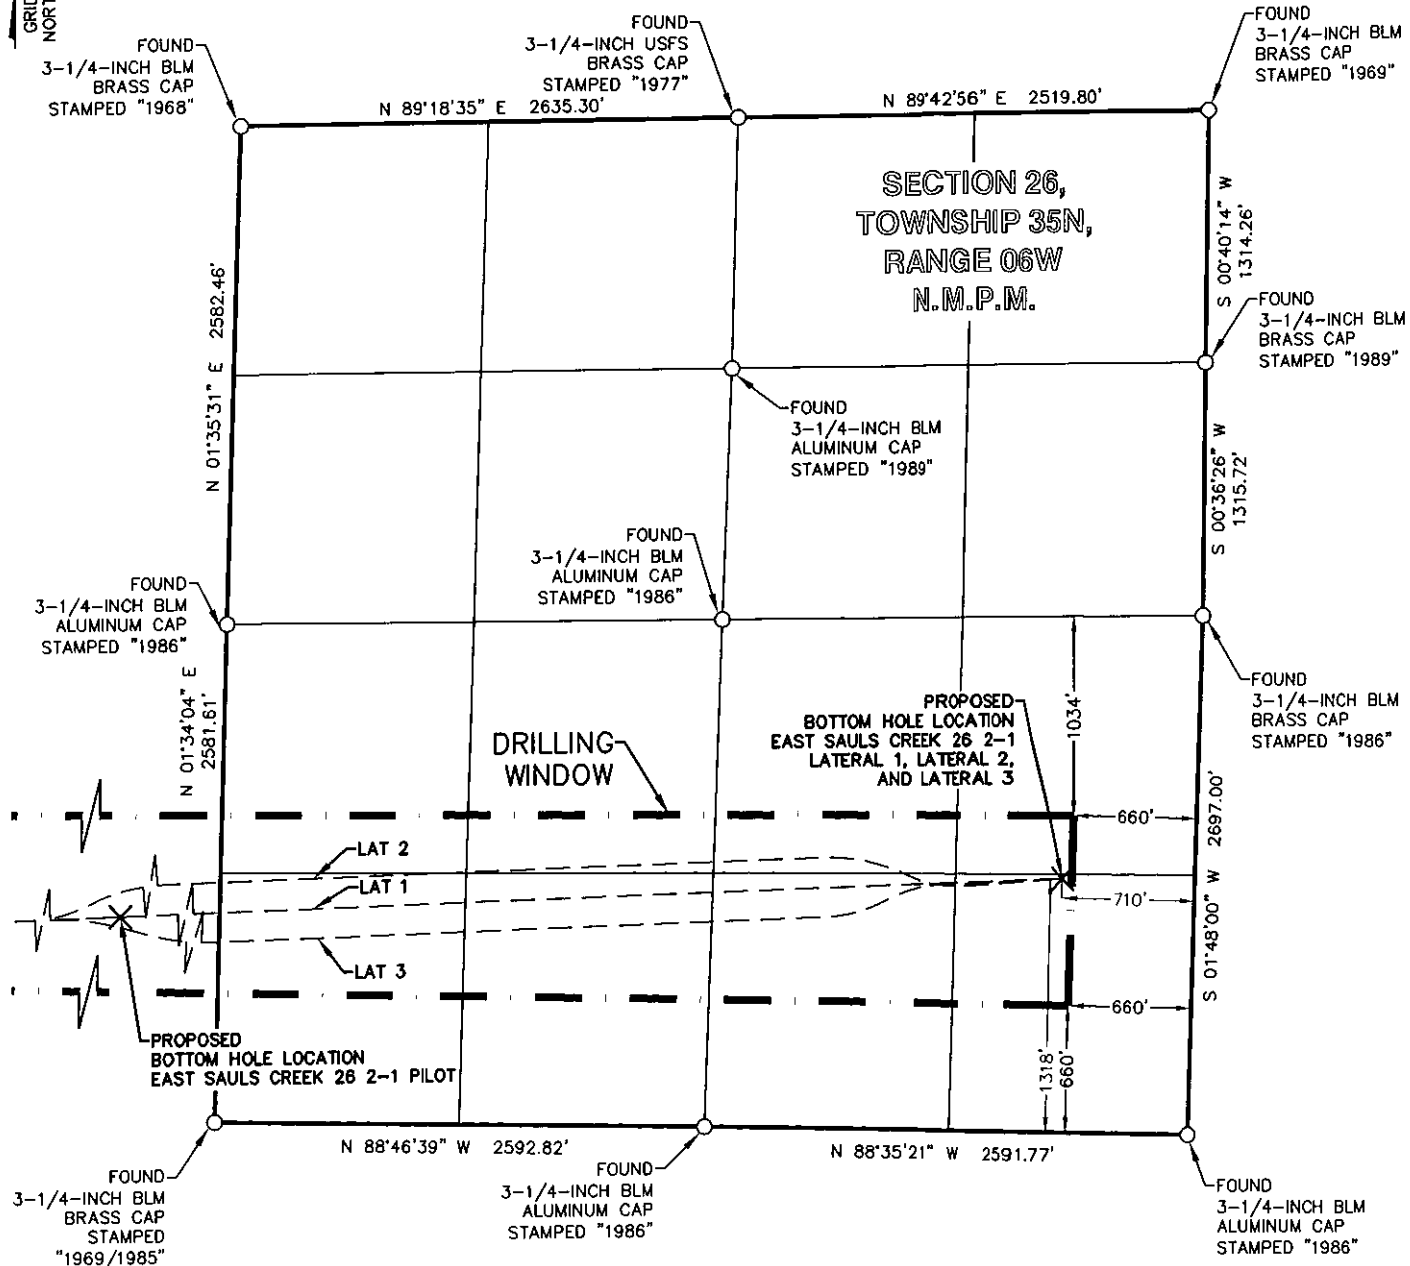 GRID
NORT
FOUND
3-1/4-INCH BLM
BRASS CAP
STAMPED "1968"
FOUND
3-1/4-INCH USFS
BRASS CAP
STAMPED "1977"
FOUND
3-1/4-INCH BLM
BRASS CAP
STAMPED "1969"
N 89°18'35" E 2635.30'
N 89°42'56" E 2519.80'
SECTION 26,
TOWNSHIP 35N,
RANGE 06W
N.M.P.M.
S 00°40'14" W
1314.26'
N 01°35'31" E 2582.46'
FOUND
3-1/4-INCH BLM
BRASS CAP
STAMPED "1989"
FOUND
3-1/4-INCH BLM
ALUMINUM CAP
STAMPED "1989"
S 00°36'26" W
1315.72'
FOUND
3-1/4-INCH BLM
ALUMINUM CAP
STAMPED "1986"
FOUND
3-1/4-INCH BLM
ALUMINUM CAP
STAMPED "1986"
FOUND
3-1/4-INCH BLM
BRASS CAP
STAMPED "1986"
N 01°34'04" E
2581.61'
DRILLING
WINDOW
PROPOSED
BOTTOM HOLE LOCATION
EAST SAULS CREEK 26 2-1
LATERAL 1, LATERAL 2,
AND LATERAL 3
1034'
660'
710'
S 01°48'00" W 2697.00'
LAT 2
LAT 1
LAT 3
660'
1318'
660'
PROPOSED
BOTTOM HOLE LOCATION
EAST SAULS CREEK 26 2-1 PILOT
N 88°46'39" W 2592.82'
N 88°35'21" W 2591.77'
FOUND
3-1/4-INCH BLM
BRASS CAP
STAMPED
"1969/1985"
FOUND
3-1/4-INCH BLM
ALUMINUM CAP
STAMPED "1986"
FOUND
3-1/4-INCH BLM
ALUMINUM CAP
STAMPED "1986"